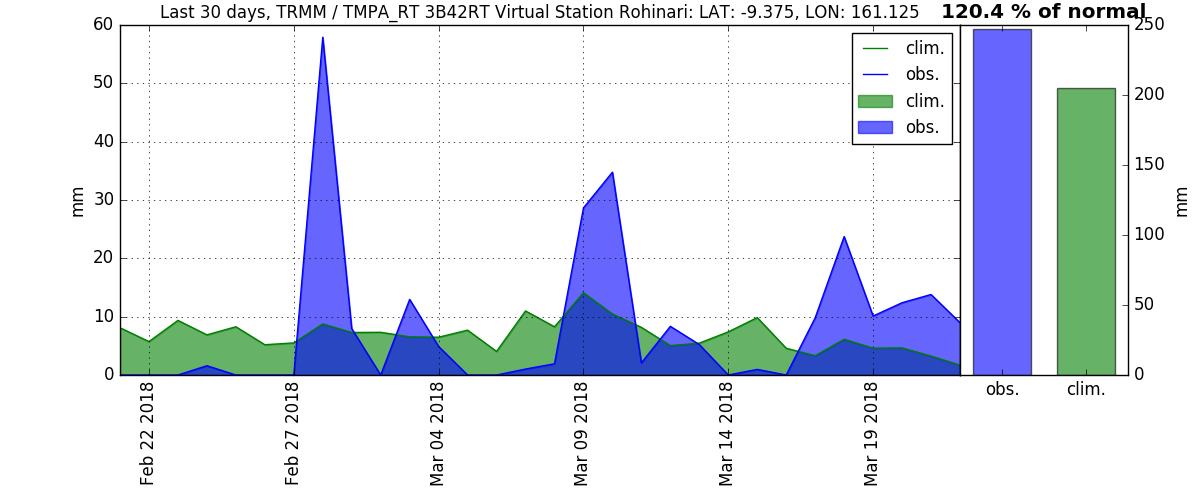 Last 30 days, TRMM / TMPA_RT 3B42RT Virtual Station Rohinari: LAT: -9.375, LON: 161.125
120.4 % of normal
60
50
40
30
20
10
0
mm
clim.
obs.
clim.
obs.
250
200
150
100
50
0
mm
Feb 22 2018
Feb 27 2018
Mar 04 2018
Mar 09 2018
Mar 14 2018
Mar 19 2018
obs.
clim.